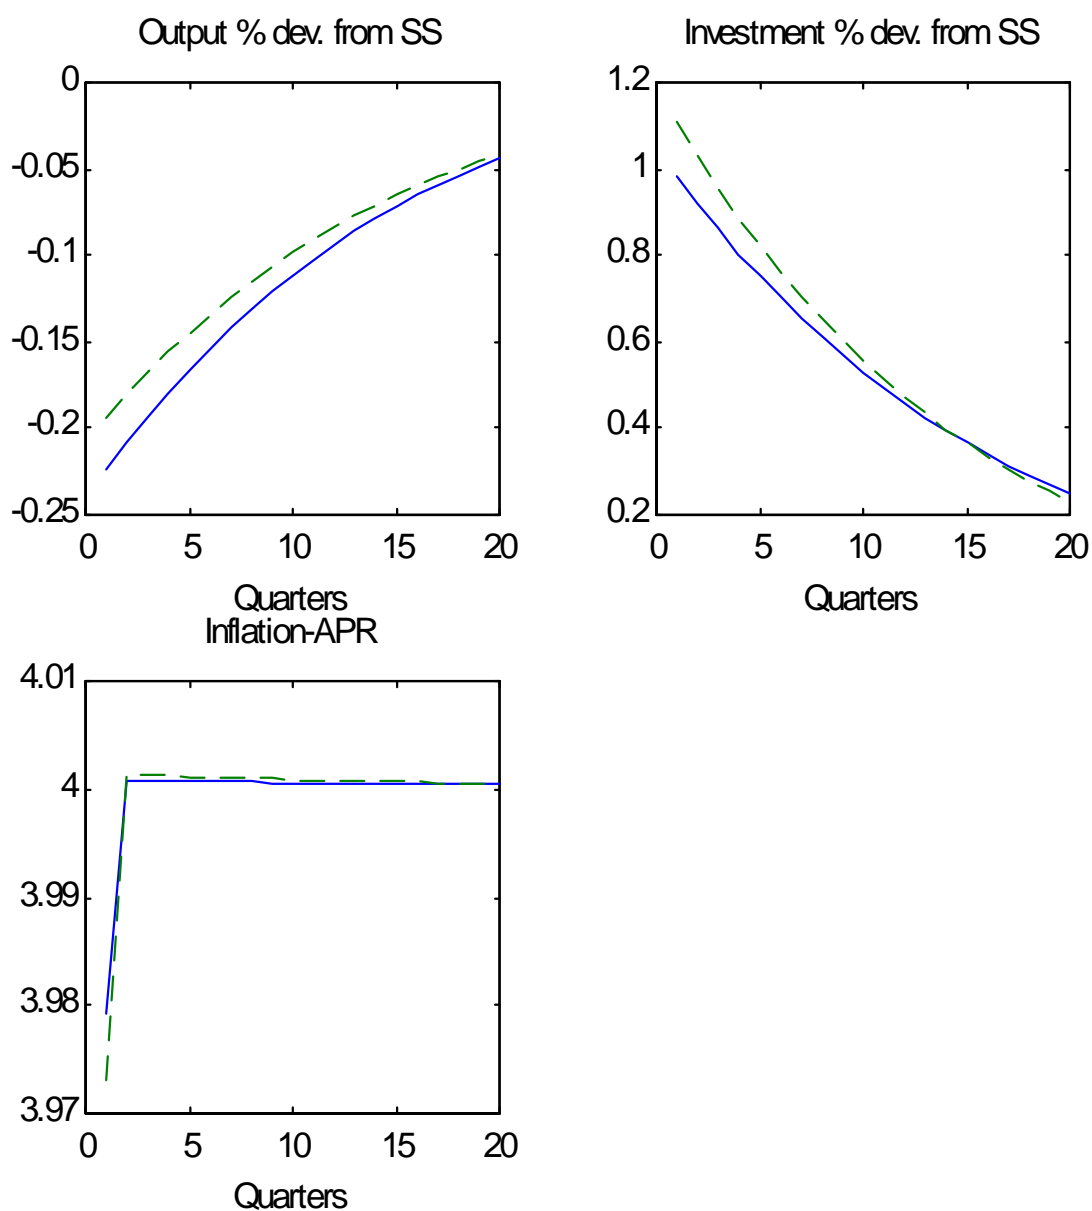 Output % dev. from SS
0
-0.05
-0.1
-0.15
-0.2
-0.25
0 5 10 15 20
Quarters
Investment % dev. from SS
1.2
1
0.8
0.6
0.4
0.2
0 5 10 15 20
Quarters
Inflation-APR
4.01
4
3.99
3.98
3.97
0 5 10 15 20
Quarters